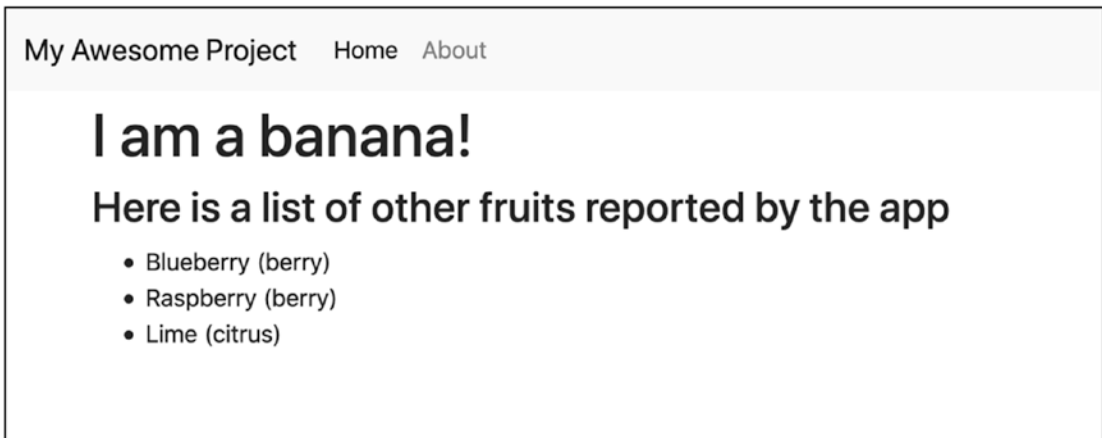 My Awesome Project Home About
I am a banana!
Here is a list of other fruits reported by the app
• Blueberry (berry)
• Raspberry (berry)
• Lime (citrus)